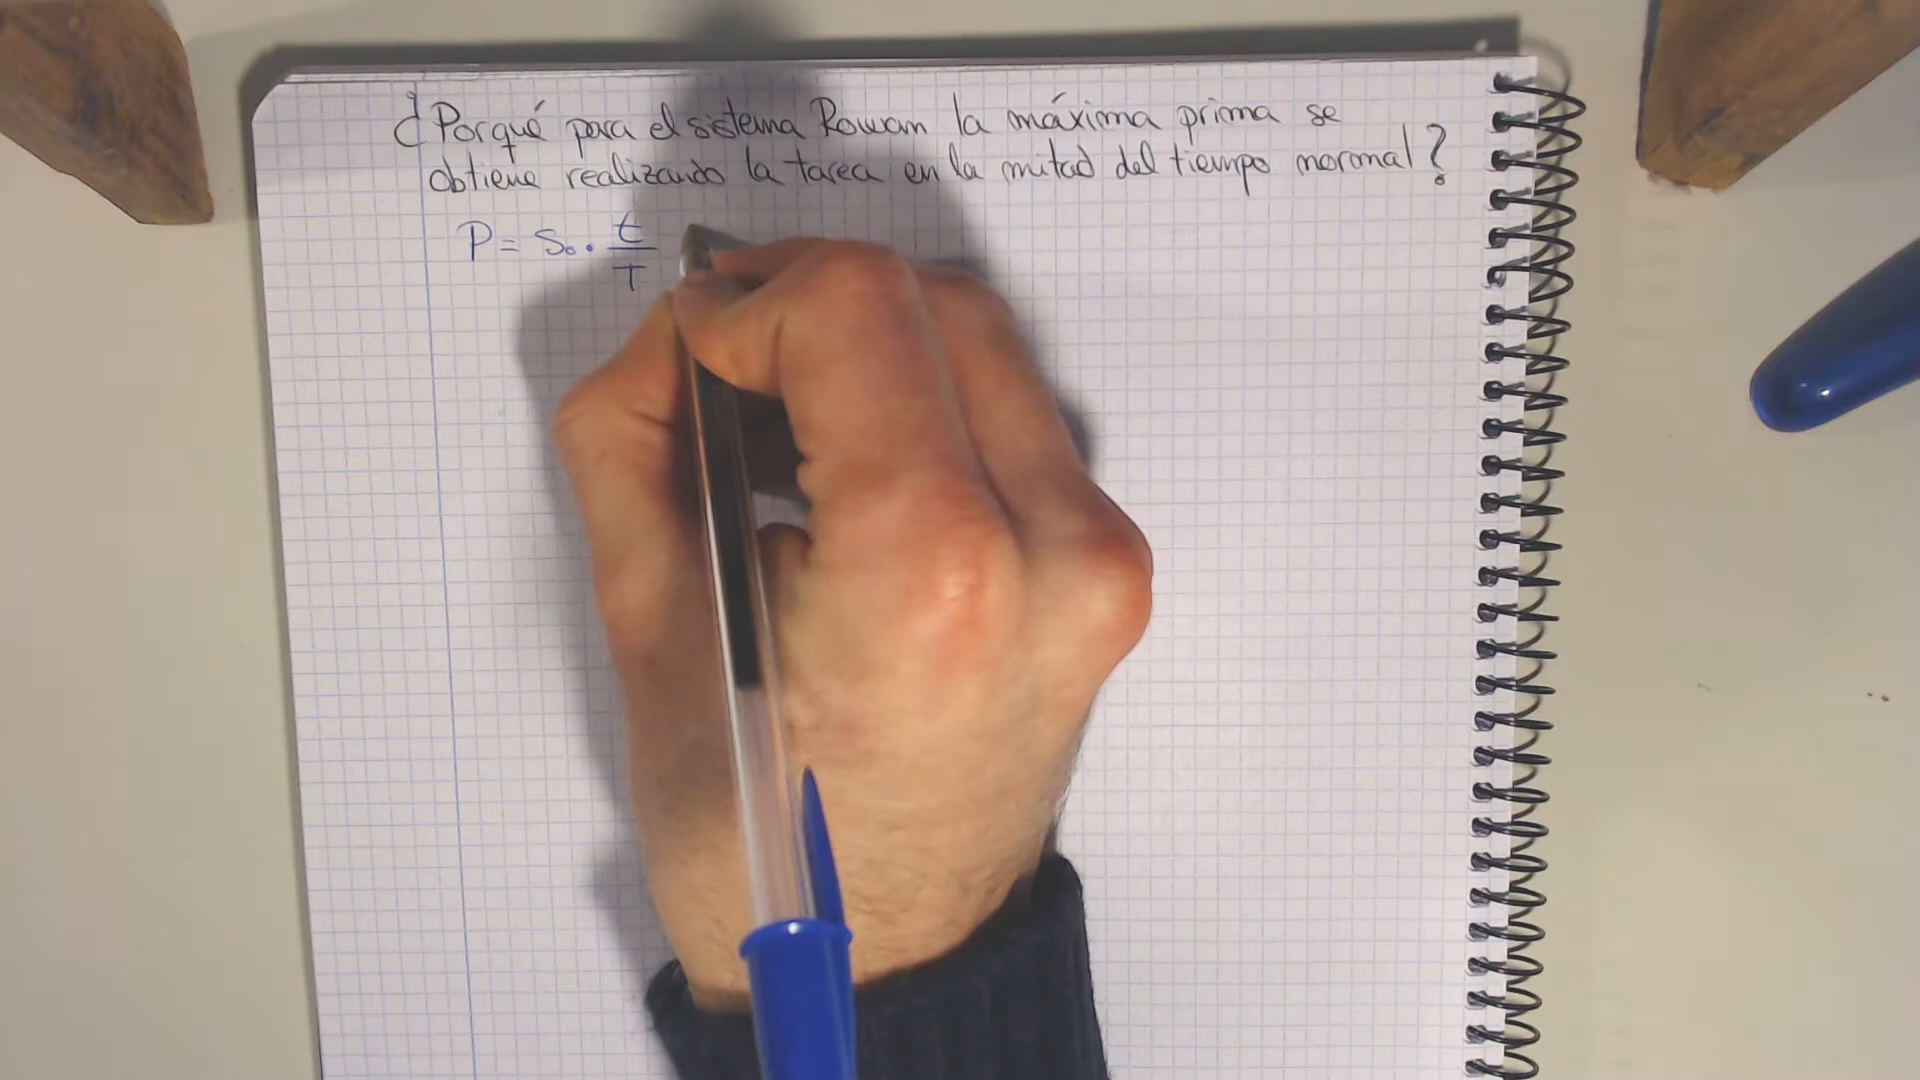 ¿Porqué para el sistema Rowan la máxima prima se
obtiene realizando la tarea en la mitad del tiempo normal?
P = S₀ · t/T